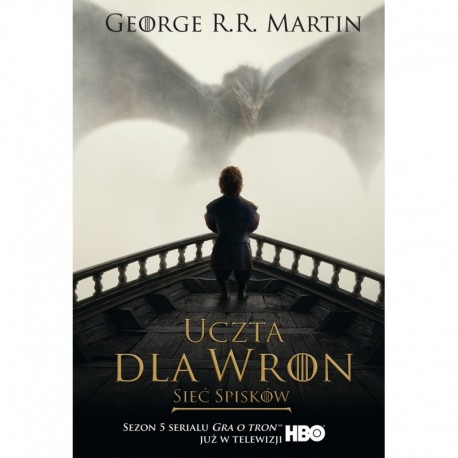 GEORGE R.R. MARTIN
UCZTA
DLA WRON
SIEĆ SPISKÓW
SEZON 5 SERIALU GRA O TRON™
JUŻ W TELEWIZJI HBO